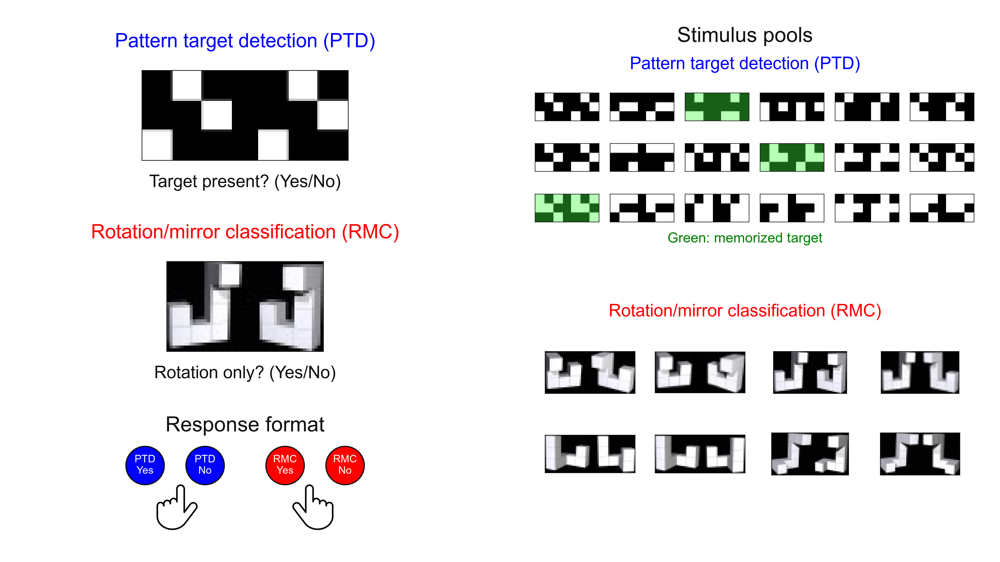 Pattern target detection (PTD)
Target present? (Yes/No)
Rotation/mirror classification (RMC)
Rotation only? (Yes/No)
Response format
PTD
Yes
PTD
No
RMC
Yes
RMC
No
Stimulus pools
Pattern target detection (PTD)
Green: memorized target
Rotation/mirror classification (RMC)